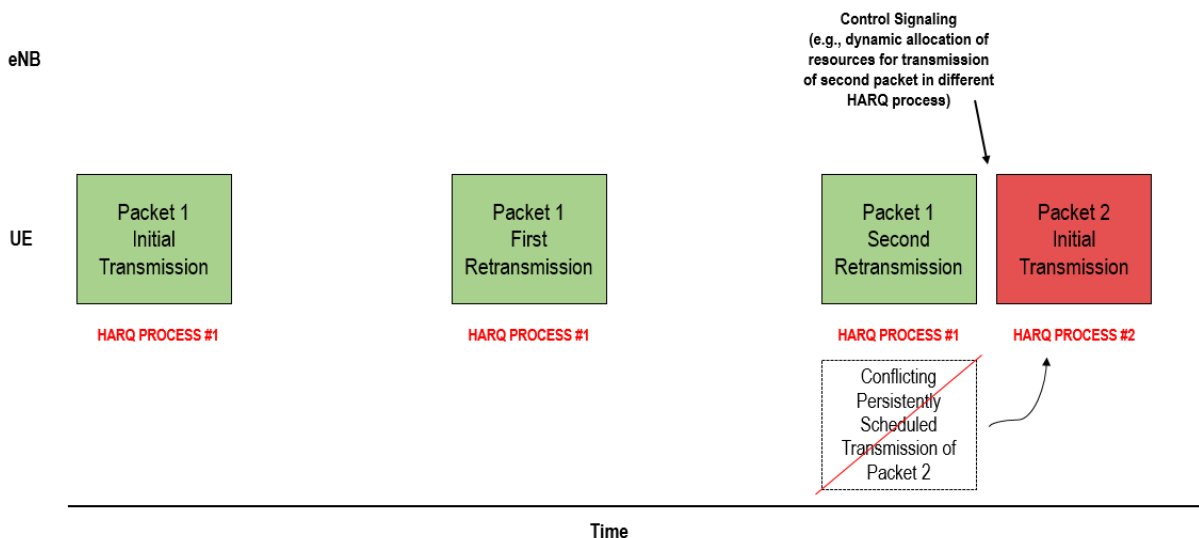 Control Signaling
(e.g., dynamic allocation of
resources for transmission
of second packet in different
HARQ process)
eNB
UE
Packet 1
Initial
Transmission
Packet 1
First
Retransmission
Packet 1
Second
Retransmission
Packet 2
Initial
Transmission
HARQ PROCESS #1
HARQ PROCESS #1
HARQ PROCESS #1
HARQ PROCESS #2
Conflicting
Persistently
Scheduled
Transmission of
Packet 2
Time